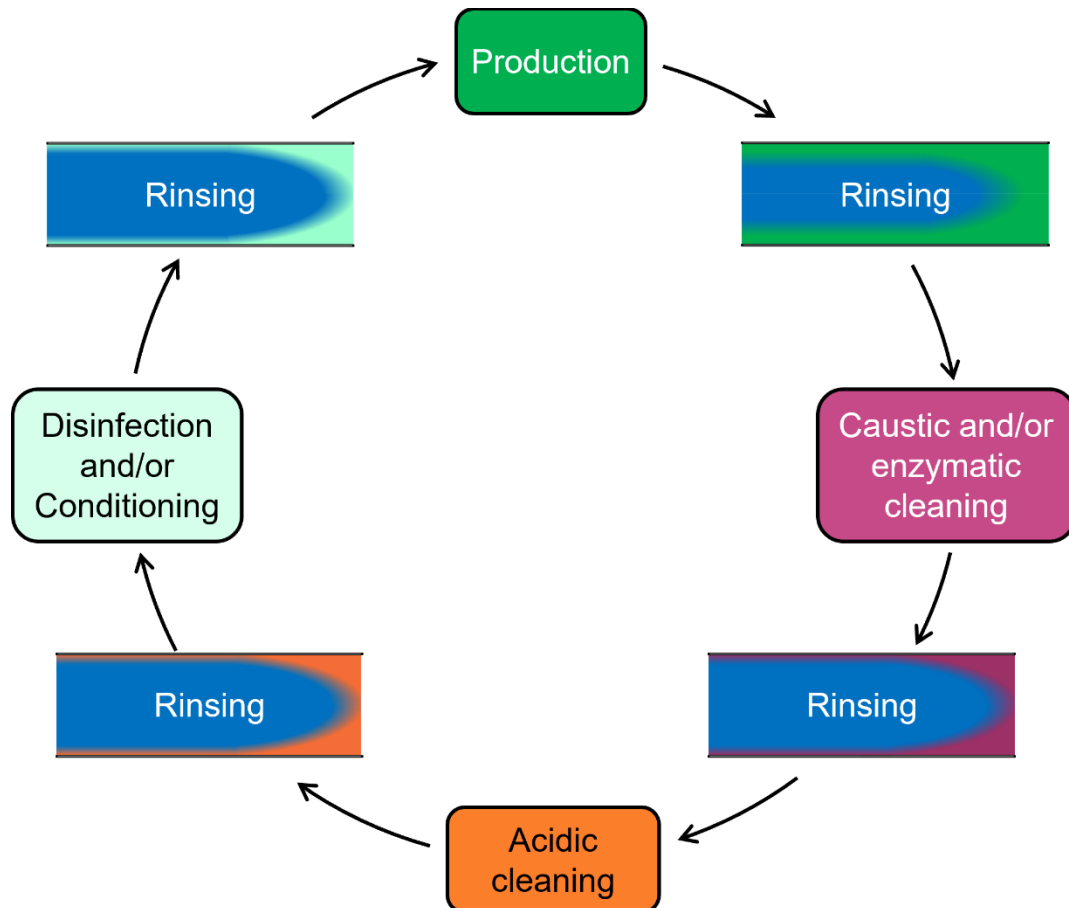 Production
Rinsing
Rinsing
Disinfection
and/or
Conditioning
Caustic and/or
enzymatic
cleaning
Rinsing
Rinsing
Acidic
cleaning